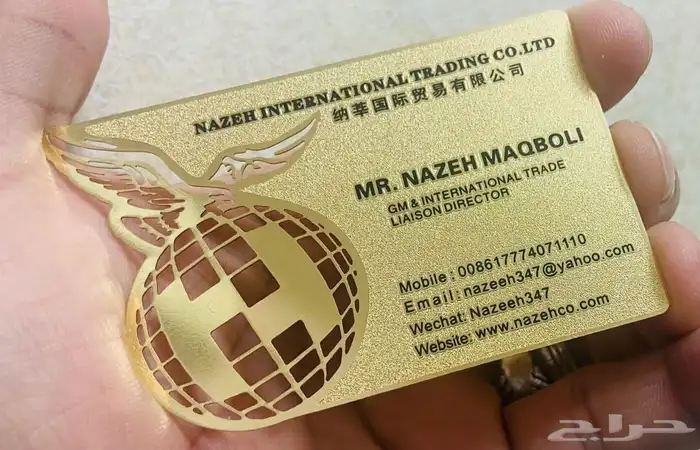 NAZEH INTERNATIONAL TRADING CO.LTD
纳莘国际贸易有限公司
MR. NAZEH MAQBOLI
GM & INTERNATIONAL TRADE
LIAISON DIRECTOR
Mobile : 008617774071110
Email : nazeeh347@yahoo.com
Wechat: Nazeeh347
Website: www.nazehco.com
حراج